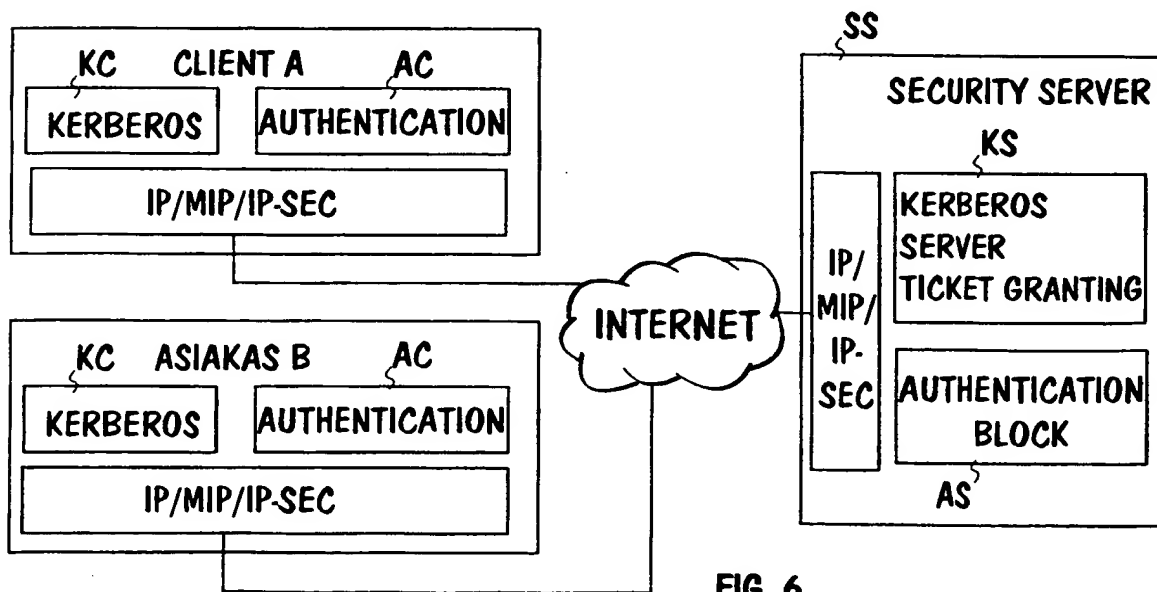 KC CLIENT A AC
KERBEROS
AUTHENTICATION
IP/MIP/IP-SEC
KC ASIAKAS B AC
KERBEROS
AUTHENTICATION
IP/MIP/IP-SEC
INTERNET
SS
SECURITY SERVER
IP/
MIP/
IP-
SEC
KS
KERBEROS
SERVER
TICKET GRANTING
AUTHENTICATION
BLOCK
AS
FIG. 6